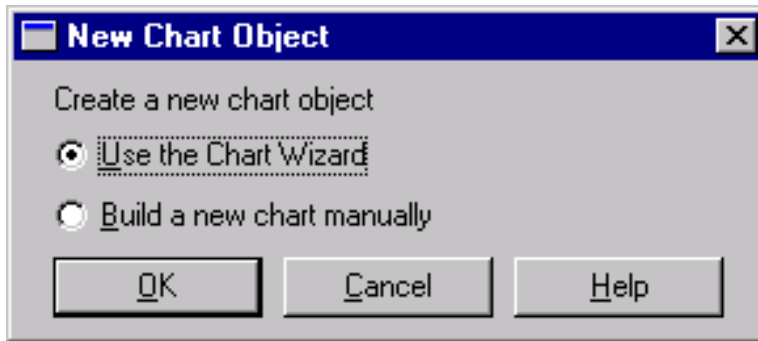 New Chart Object
Create a new chart object
Use the Chart Wizard
Build a new chart manually
OK Cancel Help